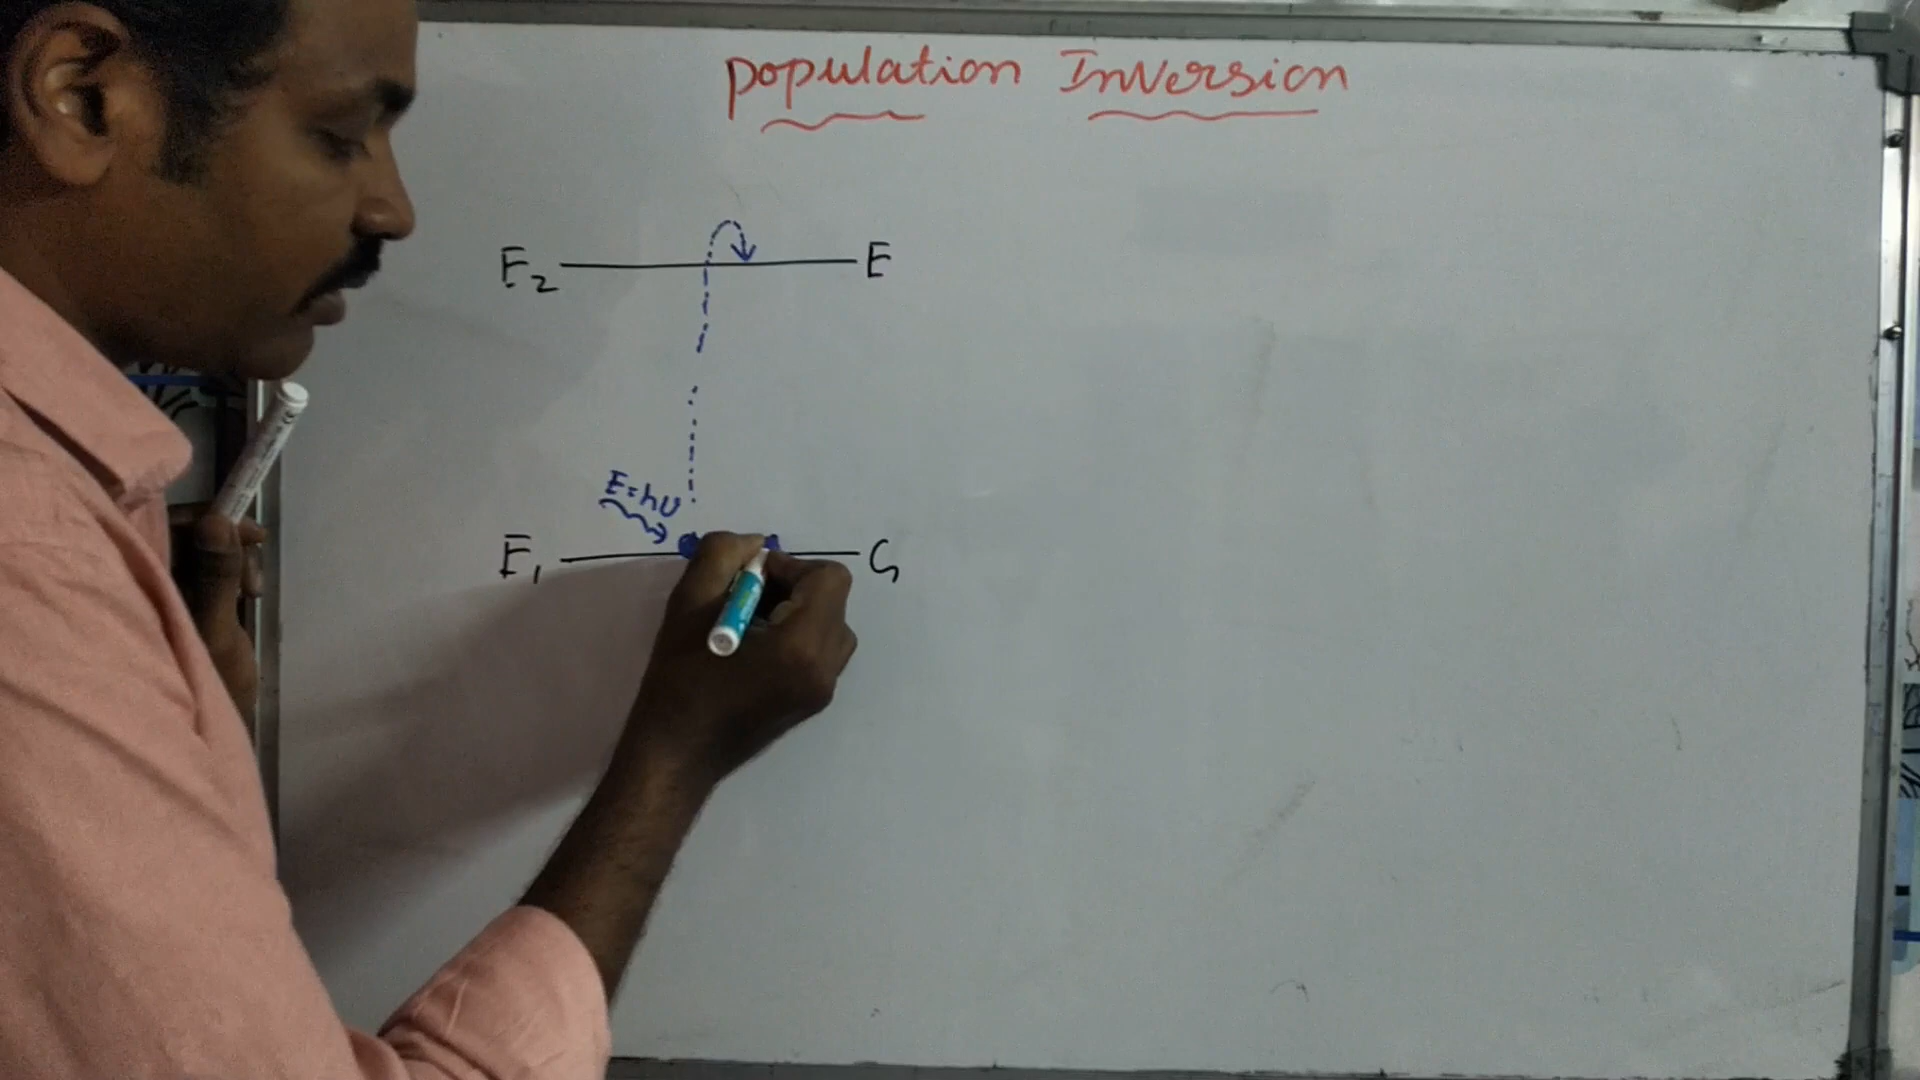 population Inversion
E₂ E
E=hυ
E₁ G